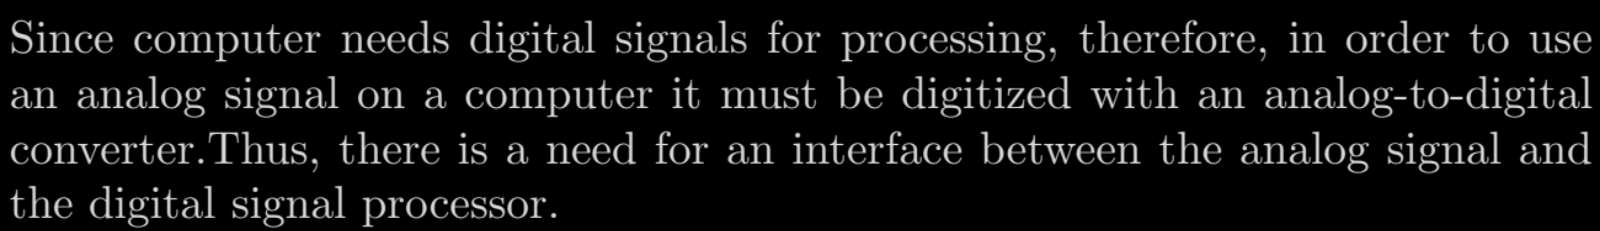 Since computer needs digital signals for processing, therefore, in order to use
an analog signal on a computer it must be digitized with an analog-to-digital
converter.Thus, there is a need for an interface between the analog signal and
the digital signal processor.